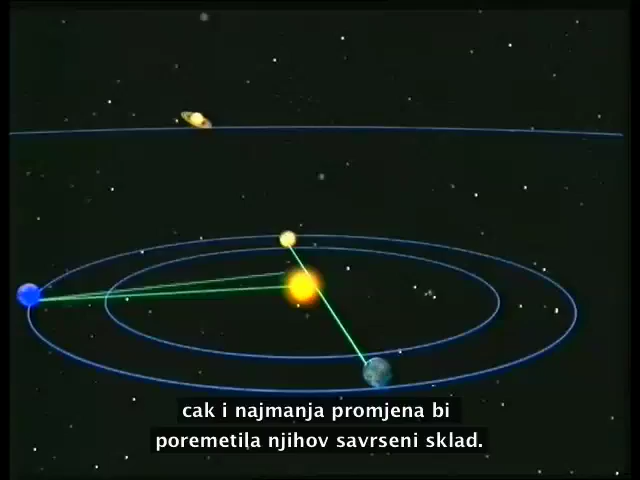 cak i najmanja promjena bi
poremetila njihov savrseni sklad.